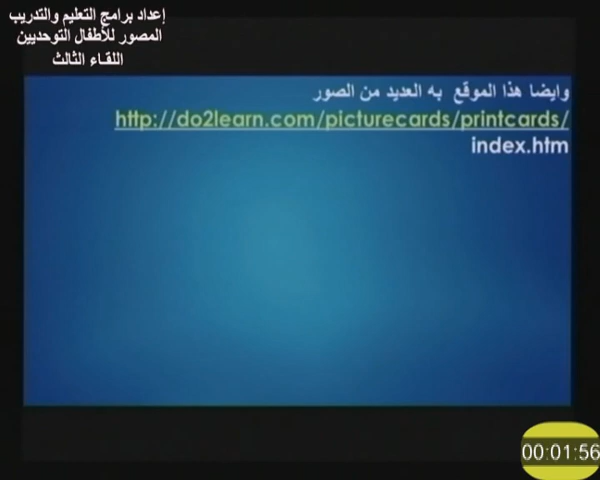 إعداد برامج التعليم والتدريب
المصور للأطفال التوحديين
اللقاء الثالث
وايضا هذا الموقع به العديد من الصور
http://do2learn.com/picturecards/printcards/
index.htm
00:01:56